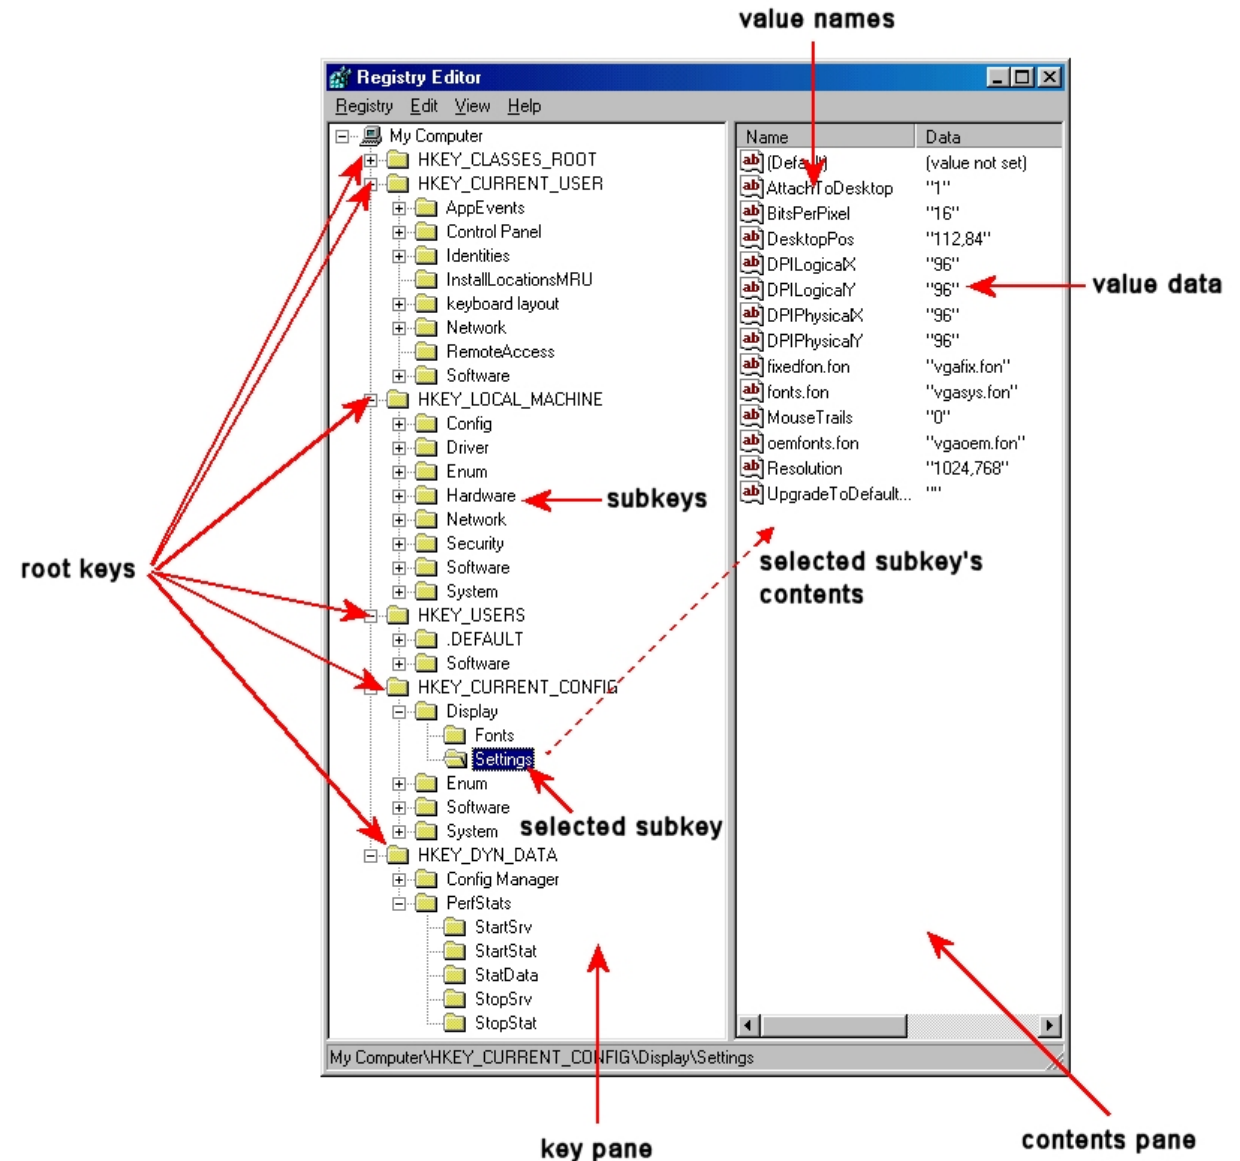 value names
Registry Editor
Registry Edit View Help
My Computer
HKEY_CLASSES_ROOT
HKEY_CURRENT_USER
AppEvents
Control Panel
Identities
InstallLocationsMRU
keyboard layout
Network
RemoteAccess
Software
HKEY_LOCAL_MACHINE
Config
Driver
Enum
Hardware
Network
Security
Software
System
HKEY_USERS
.DEFAULT
Software
HKEY_CURRENT_CONFIG
Display
Fonts
Settings
Enum
Software
System
HKEY_DYN_DATA
Config Manager
PerfStats
StartSrv
StartStat
StatData
StopSrv
StopStat
Name Data
(Default) (value not set)
AttachToDesktop "1"
BitsPerPixel "16"
DesktopPos "112,84"
DPILogicalX "96"
DPILogicalY "96"
DPIPhysicalX "96"
DPIPhysicalY "96"
fixedfon.fon "vgafix.fon"
fonts.fon "vgasys.fon"
MouseTrails "0"
oemfonts.fon "vgaoem.fon"
Resolution "1024,768"
UpgradeToDefault... ""
value data
subkeys
root keys
selected subkey's
contents
selected subkey
My Computer\HKEY_CURRENT_CONFIG\Display\Settings
key pane
contents pane